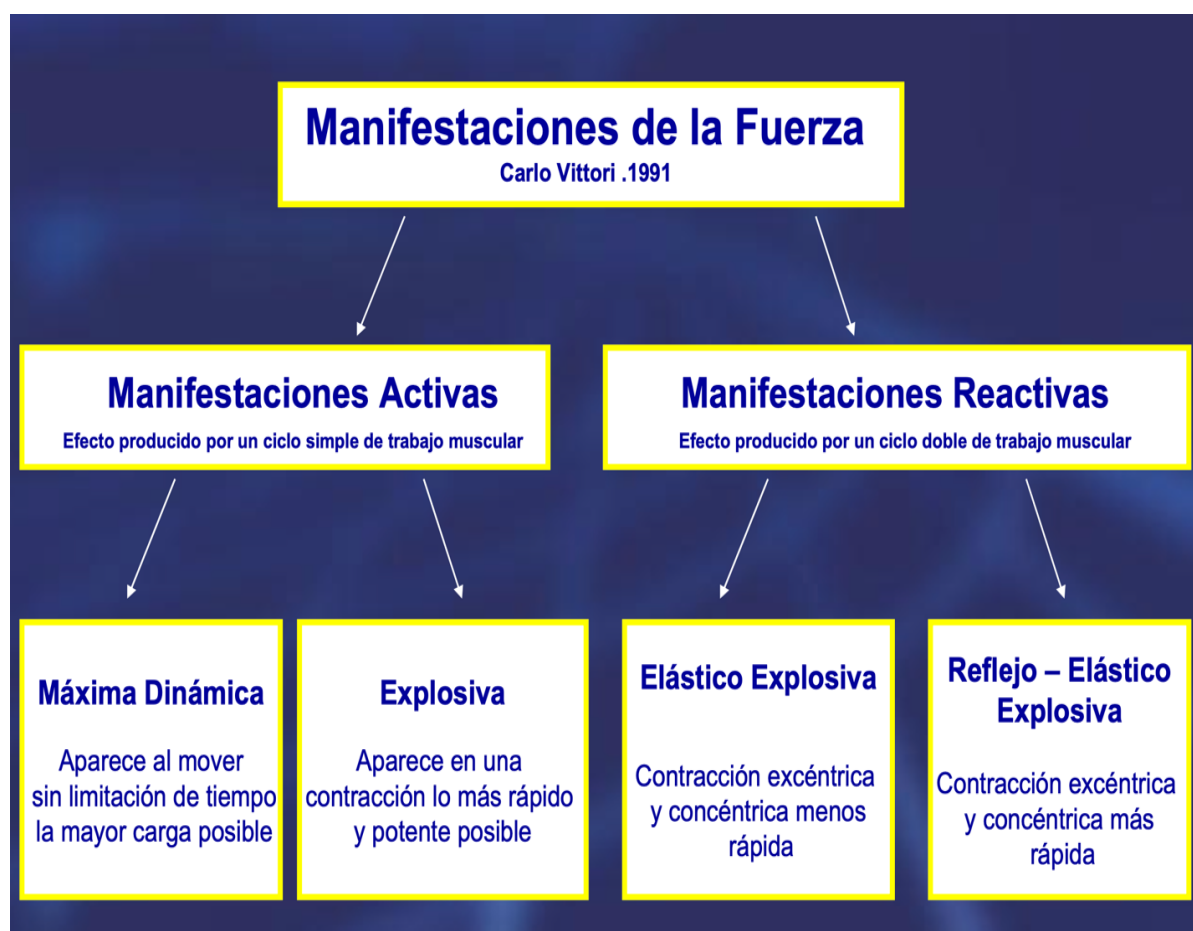 Manifestaciones de la Fuerza
Carlo Vittori .1991
Manifestaciones Activas
Efecto producido por un ciclo simple de trabajo muscular
Manifestaciones Reactivas
Efecto producido por un ciclo doble de trabajo muscular
Máxima Dinámica
Aparece al mover
sin limitación de tiempo
la mayor carga posible
Explosiva
Aparece en una
contracción lo más rápido
y potente posible
Elástico Explosiva
Contracción excéntrica
y concéntrica menos
rápida
Reflejo – Elástico
Explosiva
Contracción excéntrica
y concéntrica más
rápida